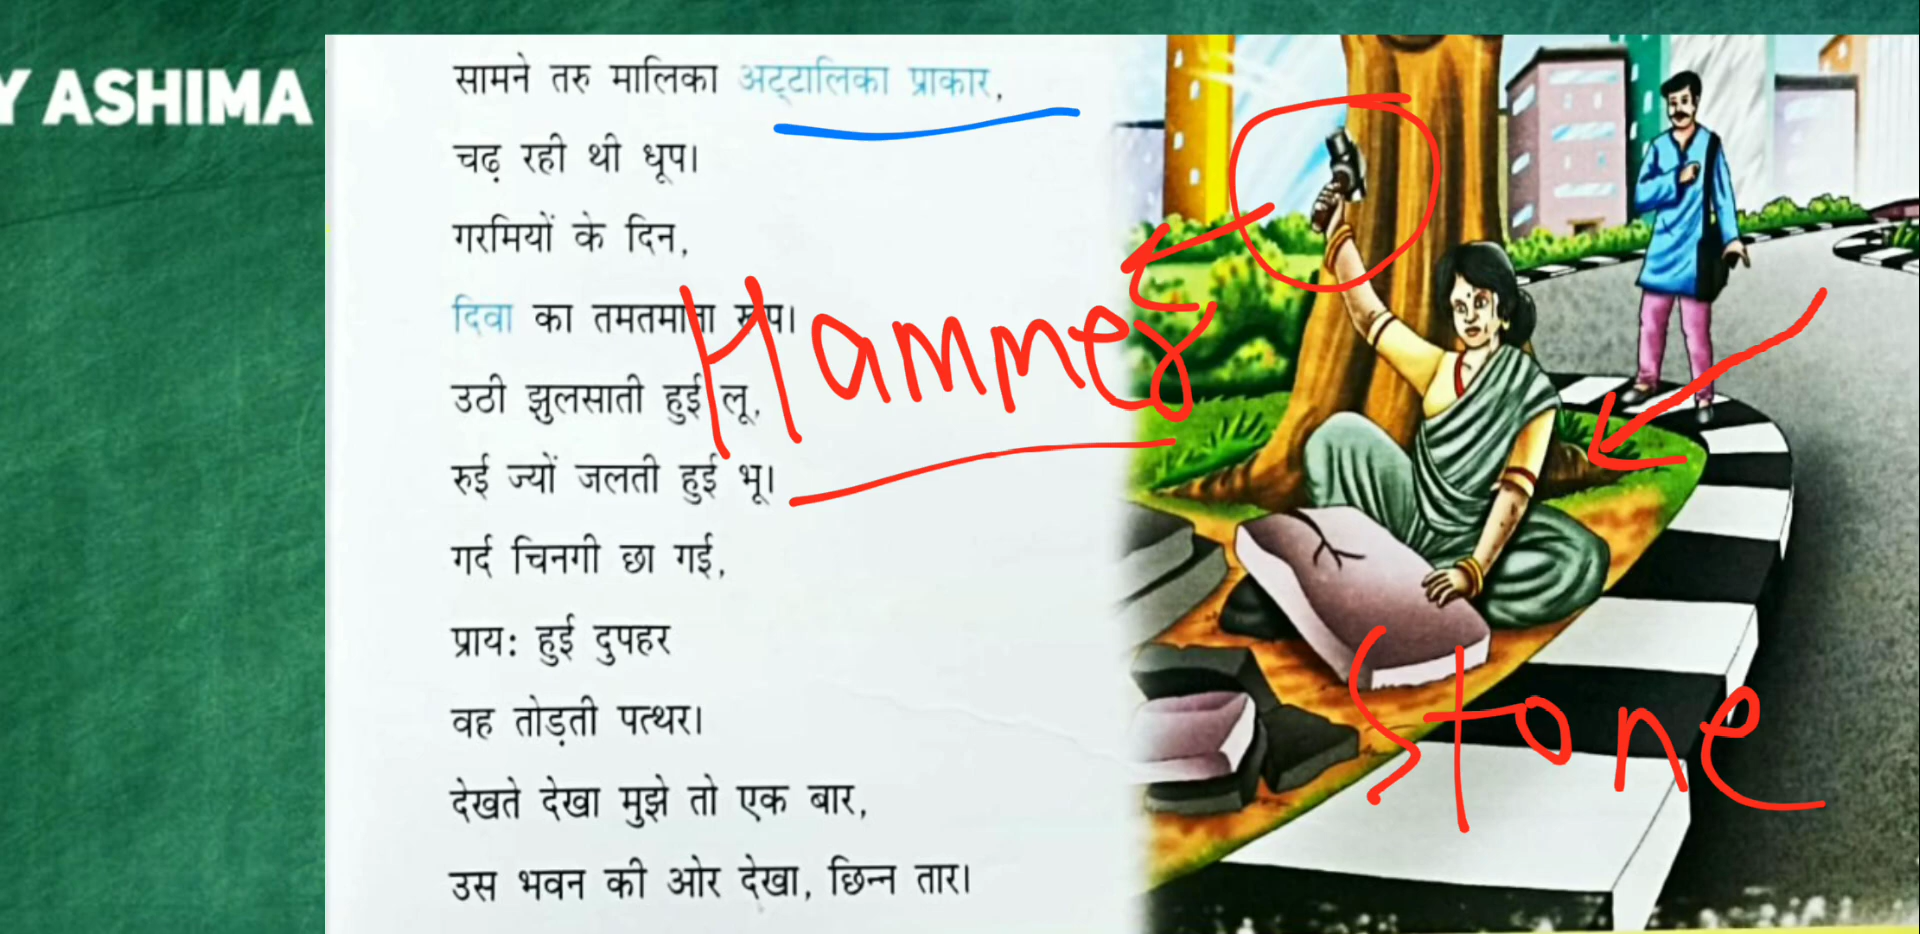 Y ASHIMA
सामने तरु मालिका अट्टालिका प्राकार,
चढ़ रही थी धूप।
गरमियों के दिन,
दिवा का तमतमाता रूप।
उठी झुलसाती हुई लू,
रुई ज्यों जलती हुई भू।
गर्द चिनगी छा गई,
प्राय: हुई दुपहर
वह तोड़ती पत्थर।
देखते देखा मुझे तो एक बार,
उस भवन की ओर देखा, छिन्न तार।
Hammer
Stone